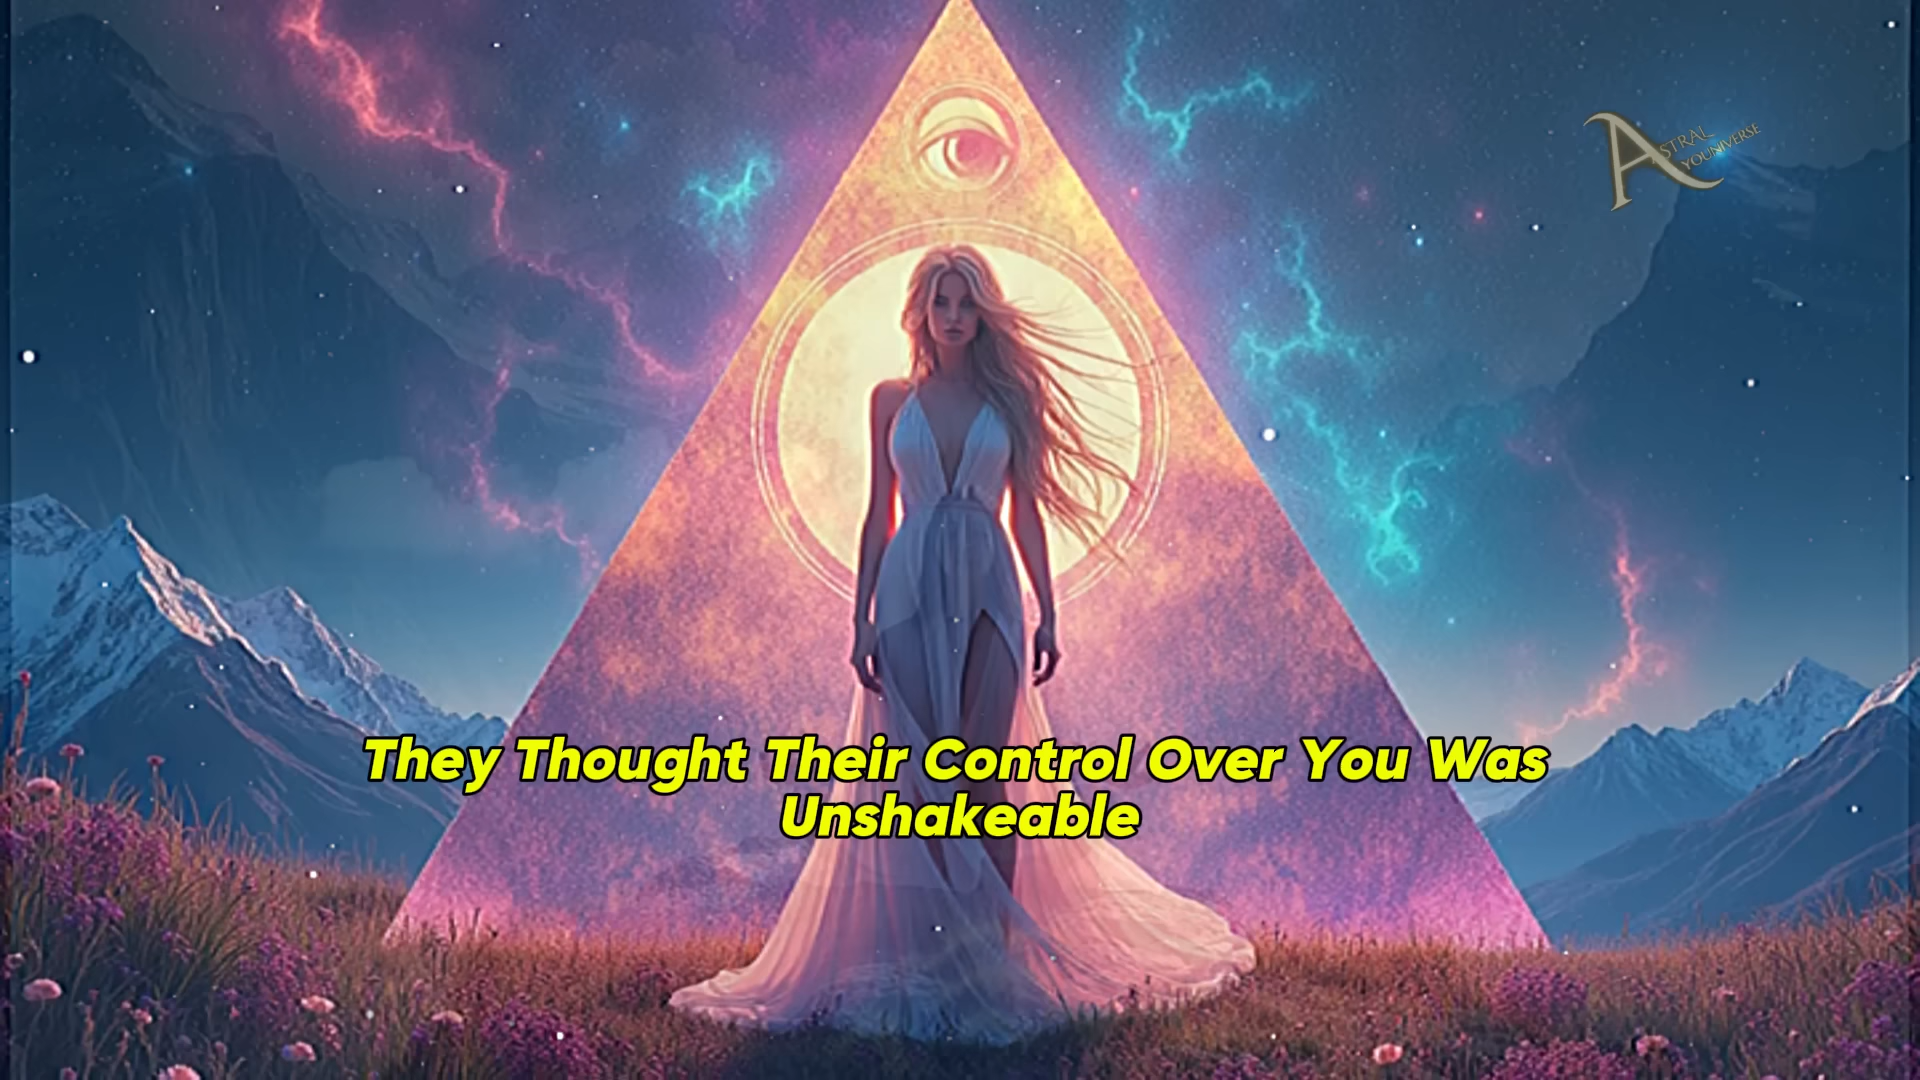 ASTRAL
YOUNIVERSE
They Thought Their Control Over You Was
Unshakeable